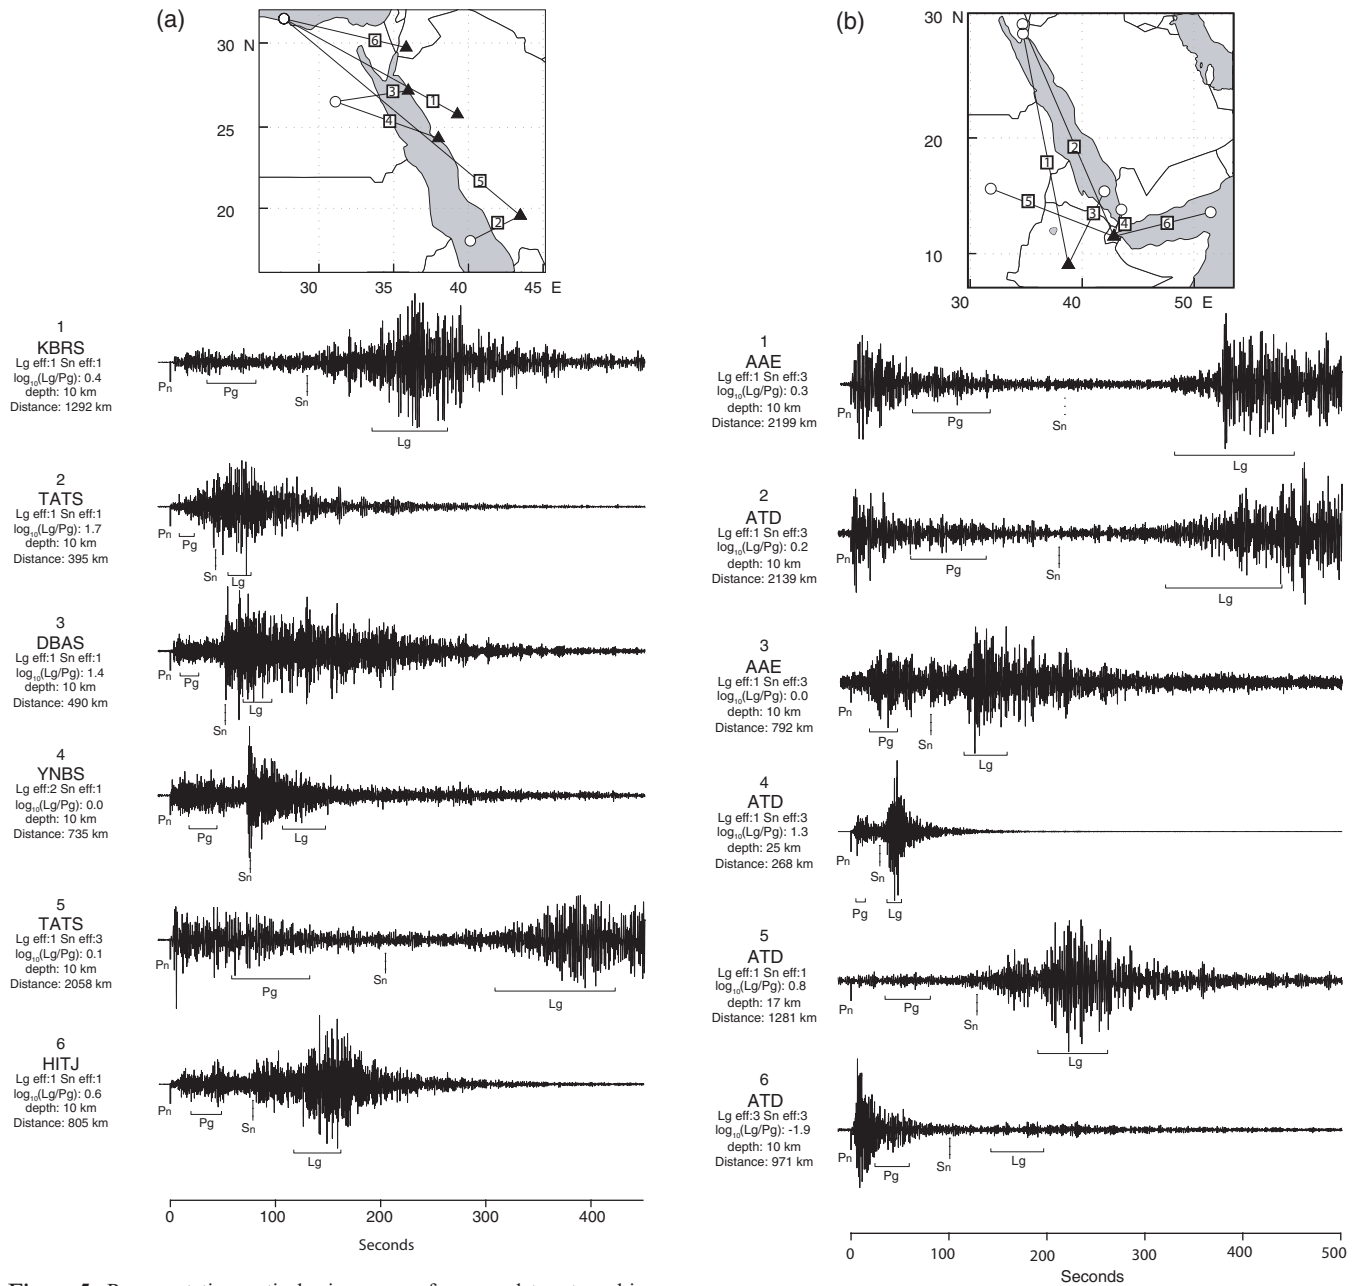 (a)
6
30 N
3
1
4
25
5
20
2
30
35
40
45 E
1
KBRS
Lg eff:1 Sn eff:1
log10(Lg/Pg): 0.4
depth: 10 km
Distance: 1292 km
Pn
Pg
Sn
Lg
2
TATS
Lg eff:1 Sn eff:1
log10(Lg/Pg): 1.7
depth: 10 km
Distance: 395 km
Pn
Pg
Sn
Lg
3
DBAS
Lg eff:1 Sn eff:1
log10(Lg/Pg): 1.4
depth: 10 km
Distance: 490 km
Pn
Pg
Lg
Sn
4
YNBS
Lg eff:2 Sn eff:1
log10(Lg/Pg): 0.0
depth: 10 km
Distance: 735 km
Pn
Pg
Lg
Sn
5
TATS
Lg eff:1 Sn eff:3
log10(Lg/Pg): 0.1
depth: 10 km
Distance: 2058 km
Pn
Pg
Sn
Lg
6
HITJ
Lg eff:1 Sn eff:1
log10(Lg/Pg): 0.6
depth: 10 km
Distance: 805 km
Pn
Pg
Sn
Lg
0 100 200 300 400
Seconds
(b)
30 N
20
2
1
5
3
4
6
10
30
40
50 E
1
AAE
Lg eff:1 Sn eff:3
log10(Lg/Pg): 0.3
depth: 10 km
Distance: 2199 km
Pn
Pg
Sn
Lg
2
ATD
Lg eff:1 Sn eff:3
log10(Lg/Pg): 0.2
depth: 10 km
Distance: 2139 km
Pn
Pg
Sn
Lg
3
AAE
Lg eff:1 Sn eff:3
log10(Lg/Pg): 0.0
depth: 10 km
Distance: 792 km
Pn
Pg
Sn
Lg
4
ATD
Lg eff:1 Sn eff:3
log10(Lg/Pg): 1.3
depth: 25 km
Distance: 268 km
Pn
Sn
Pg
Lg
5
ATD
Lg eff:1 Sn eff:1
log10(Lg/Pg): 0.8
depth: 17 km
Distance: 1281 km
Pn
Pg
Sn
Lg
6
ATD
Lg eff:3 Sn eff:3
log10(Lg/Pg): -1.9
depth: 10 km
Distance: 971 km
Pn
Pg
Sn
Lg
0 100 200 300 400 500
Seconds